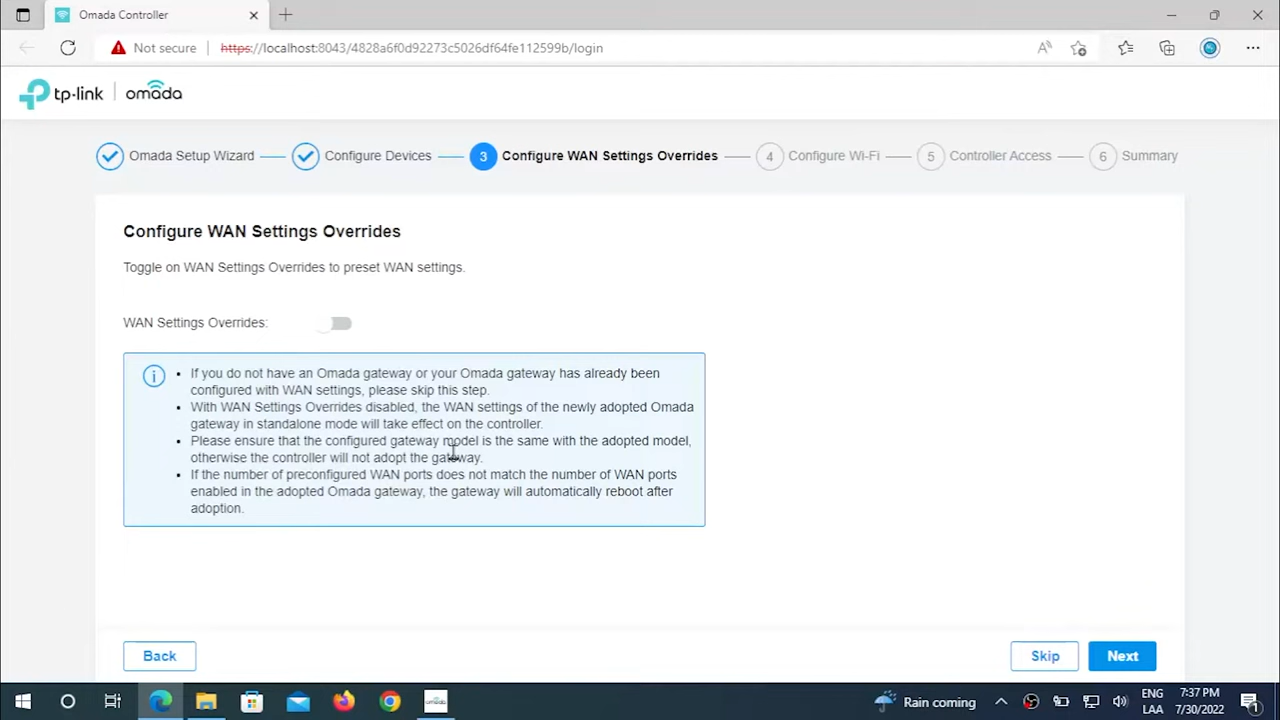 Omada Controller
Not secure
https://localhost:8043/4828a6f0d92273c5026df64fe112599b/login
tp-link | omada
Omada Setup Wizard
Configure Devices
3 Configure WAN Settings Overrides
4 Configure Wi-Fi
5 Controller Access
6 Summary
Configure WAN Settings Overrides
Toggle on WAN Settings Overrides to preset WAN settings.
WAN Settings Overrides:
• If you do not have an Omada gateway or your Omada gateway has already been
configured with WAN settings, please skip this step.
• With WAN Settings Overrides disabled, the WAN settings of the newly adopted Omada
gateway in standalone mode will take effect on the controller.
• Please ensure that the configured gateway model is the same with the adopted model,
otherwise the controller will not adopt the gateway.
• If the number of preconfigured WAN ports does not match the number of WAN ports
enabled in the adopted Omada gateway, the gateway will automatically reboot after
adoption.
Back
Skip
Next
omada
Rain coming
ENG
LAA
7:37 PM
7/30/2022
1